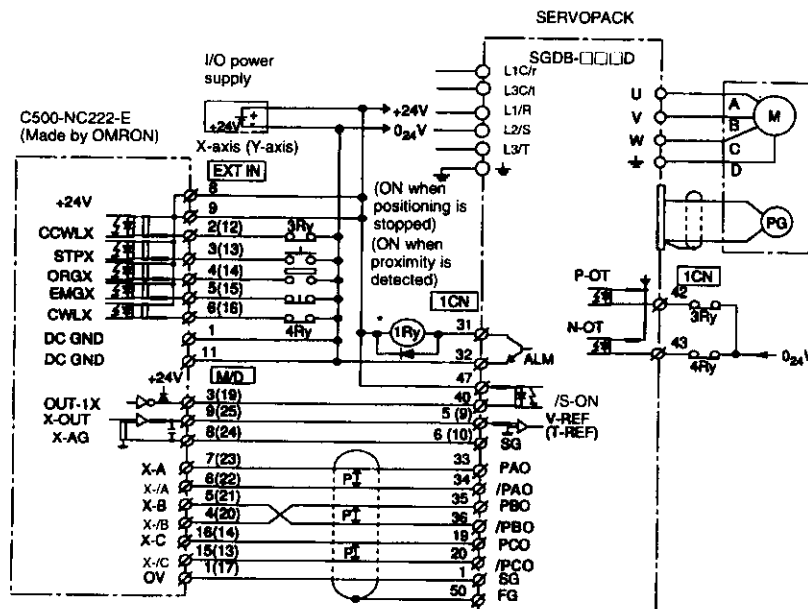 SERVOPACK
I/O power
supply
SGDB-□□□D
L1C/r
L3C/t
L1/R
L2/S
L3/T
+24V
0₂₄V
C500-NC222-E
(Made by OMRON)
+24V
+
-
X-axis (Y-axis)
EXT IN
U
V
W
A
B
C
D
M
PG
+24V
8
9
CCWLX
2(12)
3Ry
STPX
3(13)
ORGX
4(14)
EMGX
5(15)
CWLX
6(16)
4Ry
DC GND
1
DC GND
11
(ON when
positioning is
stopped)
(ON when
proximity is
detected)
1CN
*
1Ry
31
32
ALM
P-OT
1CN
42
3Ry
N-OT
43
4Ry
0₂₄V
+24V
M/D
47
OUT-1X
3(19)
40
/S-ON
X-OUT
9(25)
5 (9)
V-REF
(T-REF)
X-AG
8(24)
6 (10)
SG
X-A
7(23)
33
PAO
X-/A
6(22)
P
34
/PAO
X-B
5(21)
35
PBO
X-/B
4(20)
P
36
/PBO
X-C
16(14)
19
PCO
X-/C
15(13)
P
20
/PCO
OV
1(17)
1
SG
50
FG